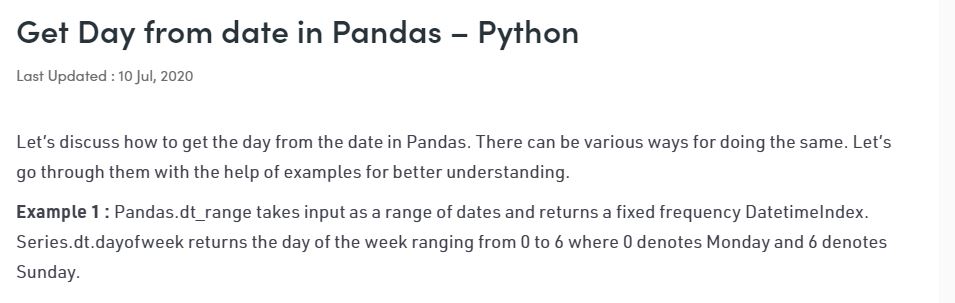 Get Day from date in Pandas – Python
Last Updated : 10 Jul, 2020
Let’s discuss how to get the day from the date in Pandas. There can be various ways for doing the same. Let’s
go through them with the help of examples for better understanding.
Example 1 : Pandas.dt_range takes input as a range of dates and returns a fixed frequency DatetimeIndex.
Series.dt.dayofweek returns the day of the week ranging from 0 to 6 where 0 denotes Monday and 6 denotes
Sunday.